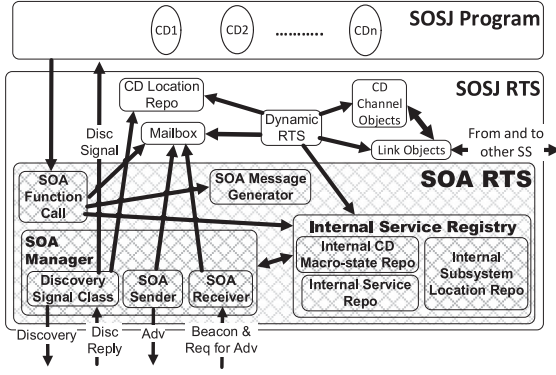 SOSJ Program
CD1
CD2
...........
CDn
SOSJ RTS
CD Location
Repo
Mailbox
Dynamic
RTS
CD
Channel
Objects
Link Objects
From and to
other SS
Disc
Signal
SOA RTS
SOA
Function
Call
SOA Message
Generator
Internal Service Registry
Internal CD
Macro-state Repo
Internal Service
Repo
Internal
Subsystem
Location Repo
SOA
Manager
Discovery
Signal Class
SOA
Sender
SOA
Receiver
Discovery
Disc
Reply
Adv
Beacon &
Req for Adv